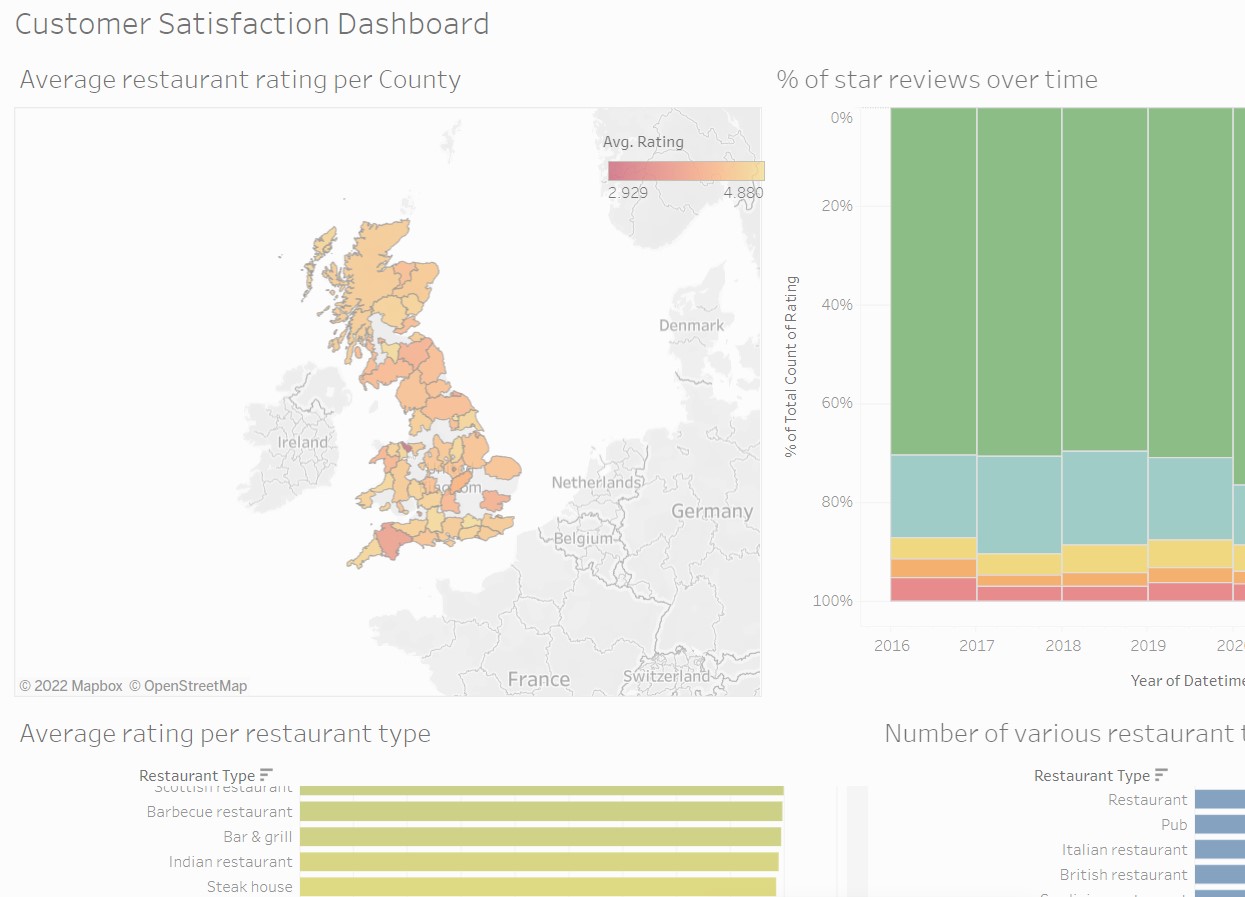 Customer Satisfaction Dashboard
Average restaurant rating per County
% of star reviews over time
Avg. Rating
2.929 4.880
Denmark
Ireland
Netherlands
Germany
Belgium
France
Switzerland
© 2022 Mapbox © OpenStreetMap
% of Total Count of Rating
0%
20%
40%
60%
80%
100%
2016 2017 2018 2019 202
Year of Datetime
Average rating per restaurant type
Restaurant Type
Scottish restaurant
Barbecue restaurant
Bar & grill
Indian restaurant
Steak house
Number of various restaurant t
Restaurant Type
Restaurant
Pub
Italian restaurant
British restaurant